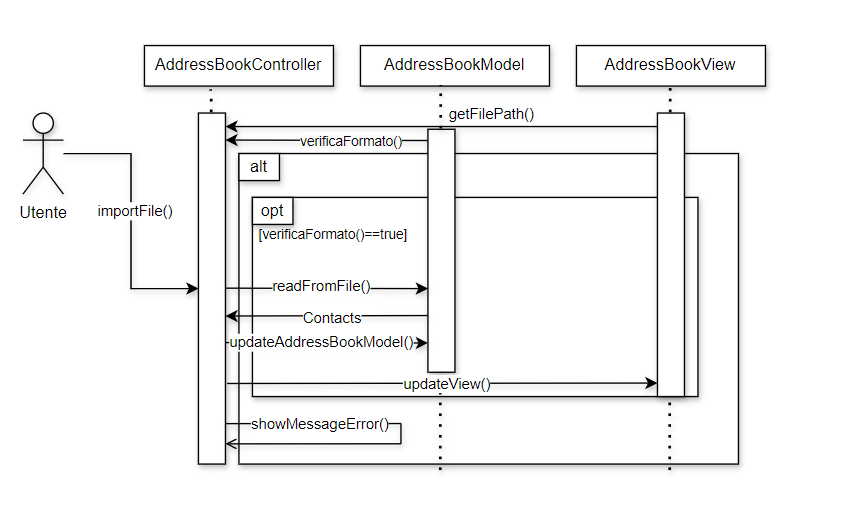 AddressBookController
AddressBookModel
AddressBookView
getFilePath()
verificaFormato()
alt
Utente
importFile()
opt
[verificaFormato()==true]
readFromFile()
Contacts
updateAddressBookModel()
updateView()
showMessageError()